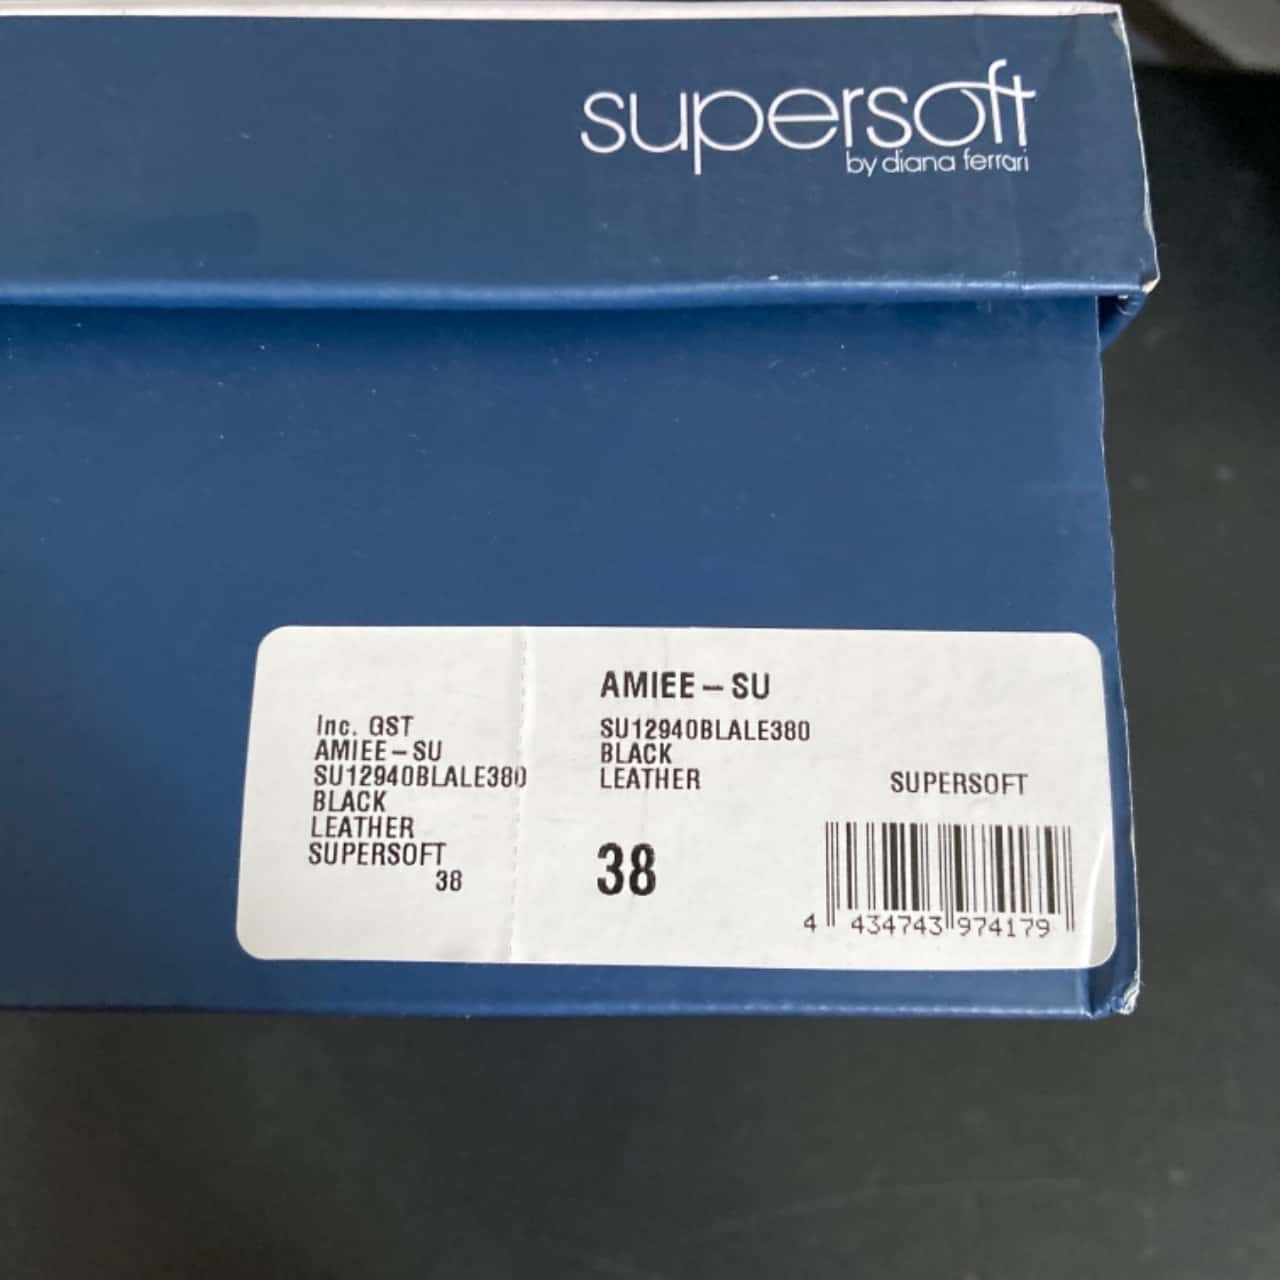 supersoft
by diana ferrari
Inc. GST
AMIEE-SU
SU12940BLALE380
BLACK
LEATHER
SUPERSOFT
38
AMIEE-SU
SU12940BLALE380
BLACK
LEATHER
38
SUPERSOFT
4 434743 974179